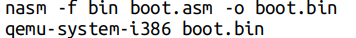 nasm -f bin boot.asm -o boot.bin
qemu-system-i386 boot.bin